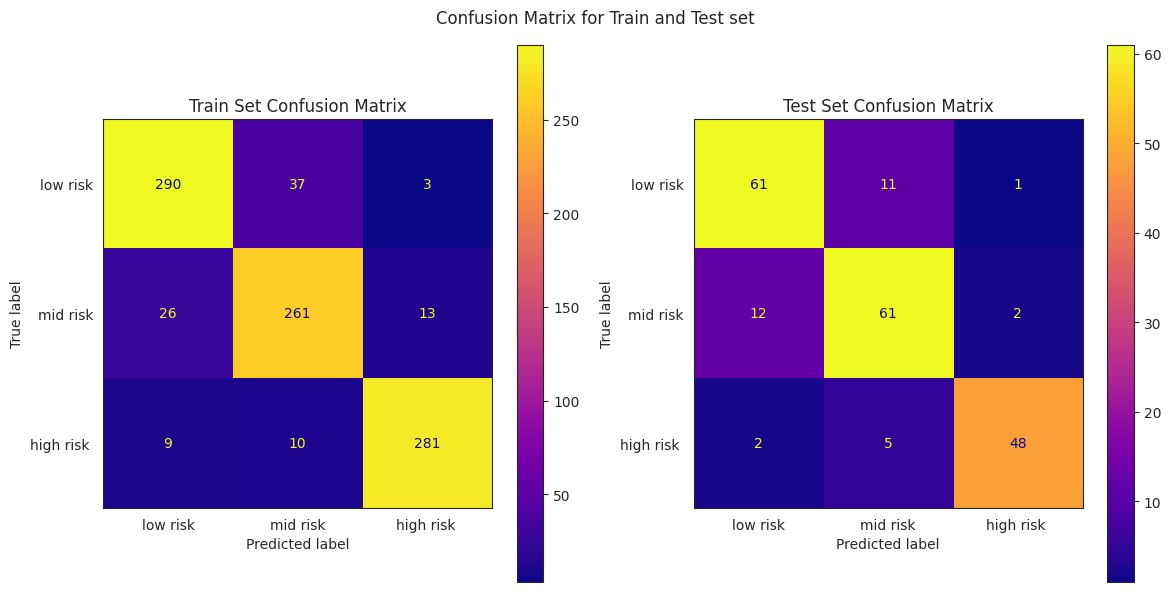 Confusion Matrix for Train and Test set
Train Set Confusion Matrix
low risk
290 37 3
mid risk
26 261 13
high risk
9 10 281
True label
low risk mid risk high risk
Predicted label
250
200
150
100
50
Test Set Confusion Matrix
low risk
61 11 1
mid risk
12 61 2
high risk
2 5 48
True label
low risk mid risk high risk
Predicted label
60
50
40
30
20
10